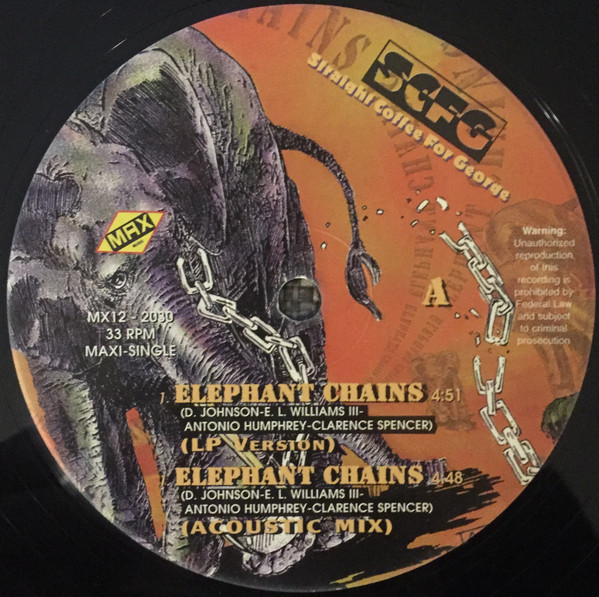 SCFG
Straight Coffee For George
MAX
Warning:
Unauthorized
reproduction
of this
recording is
prohibited by
Federal Law
and subject
to criminal
prosecution
A
MX12 - 2030
33 RPM
MAXI-SINGLE
1. ELEPHANT CHAINS 4:51
(D. JOHNSON-E. L. WILLIAMS III-
ANTONIO HUMPHREY-CLARENCE SPENCER)
(LP VERSION)
ELEPHANT CHAINS 4:48
(D. JOHNSON-E. L. WILLIAMS III-
ANTONIO HUMPHREY-CLARENCE SPENCER)
(ACOUSTIC MIX)